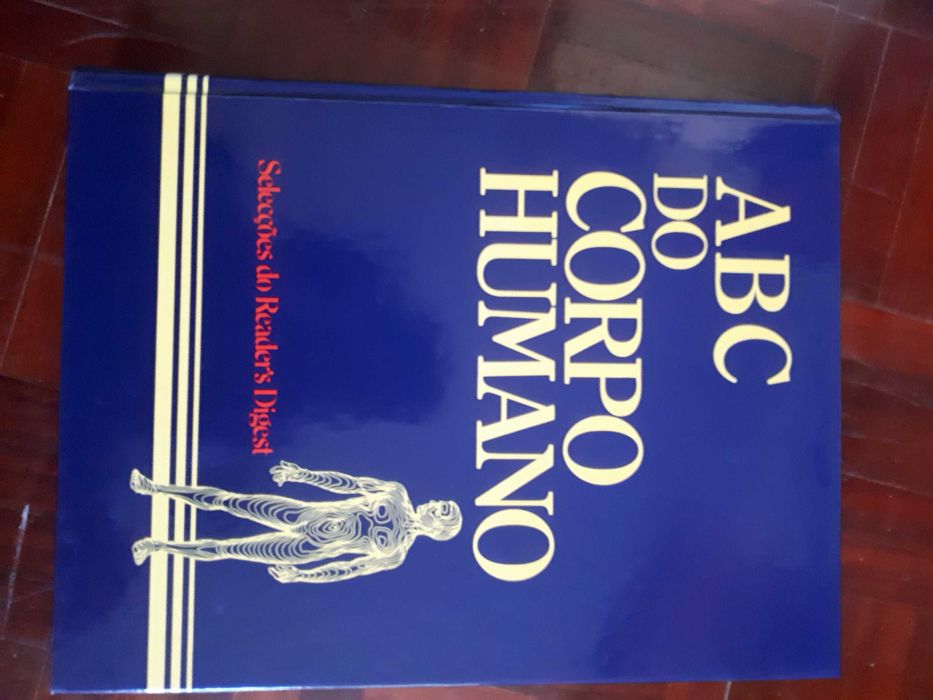 ABC
DO
CORPO
HUMANO
Selecções do Reader's Digest